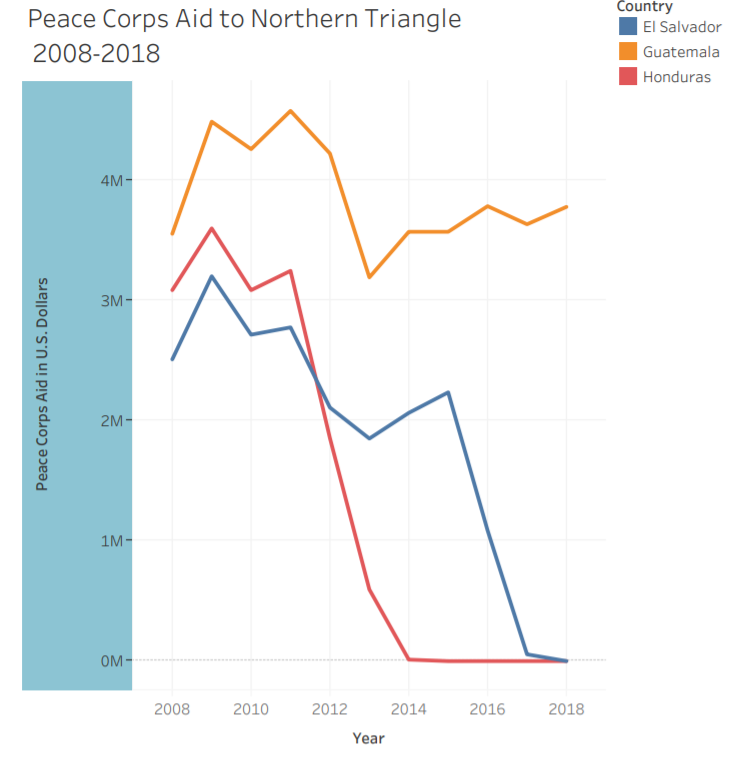 Peace Corps Aid to Northern Triangle
2008-2018
Country
El Salvador
Guatemala
Honduras
Peace Corps Aid in U.S. Dollars
4M
3M
2M
1M
0M
2008 2010 2012 2014 2016 2018
Year